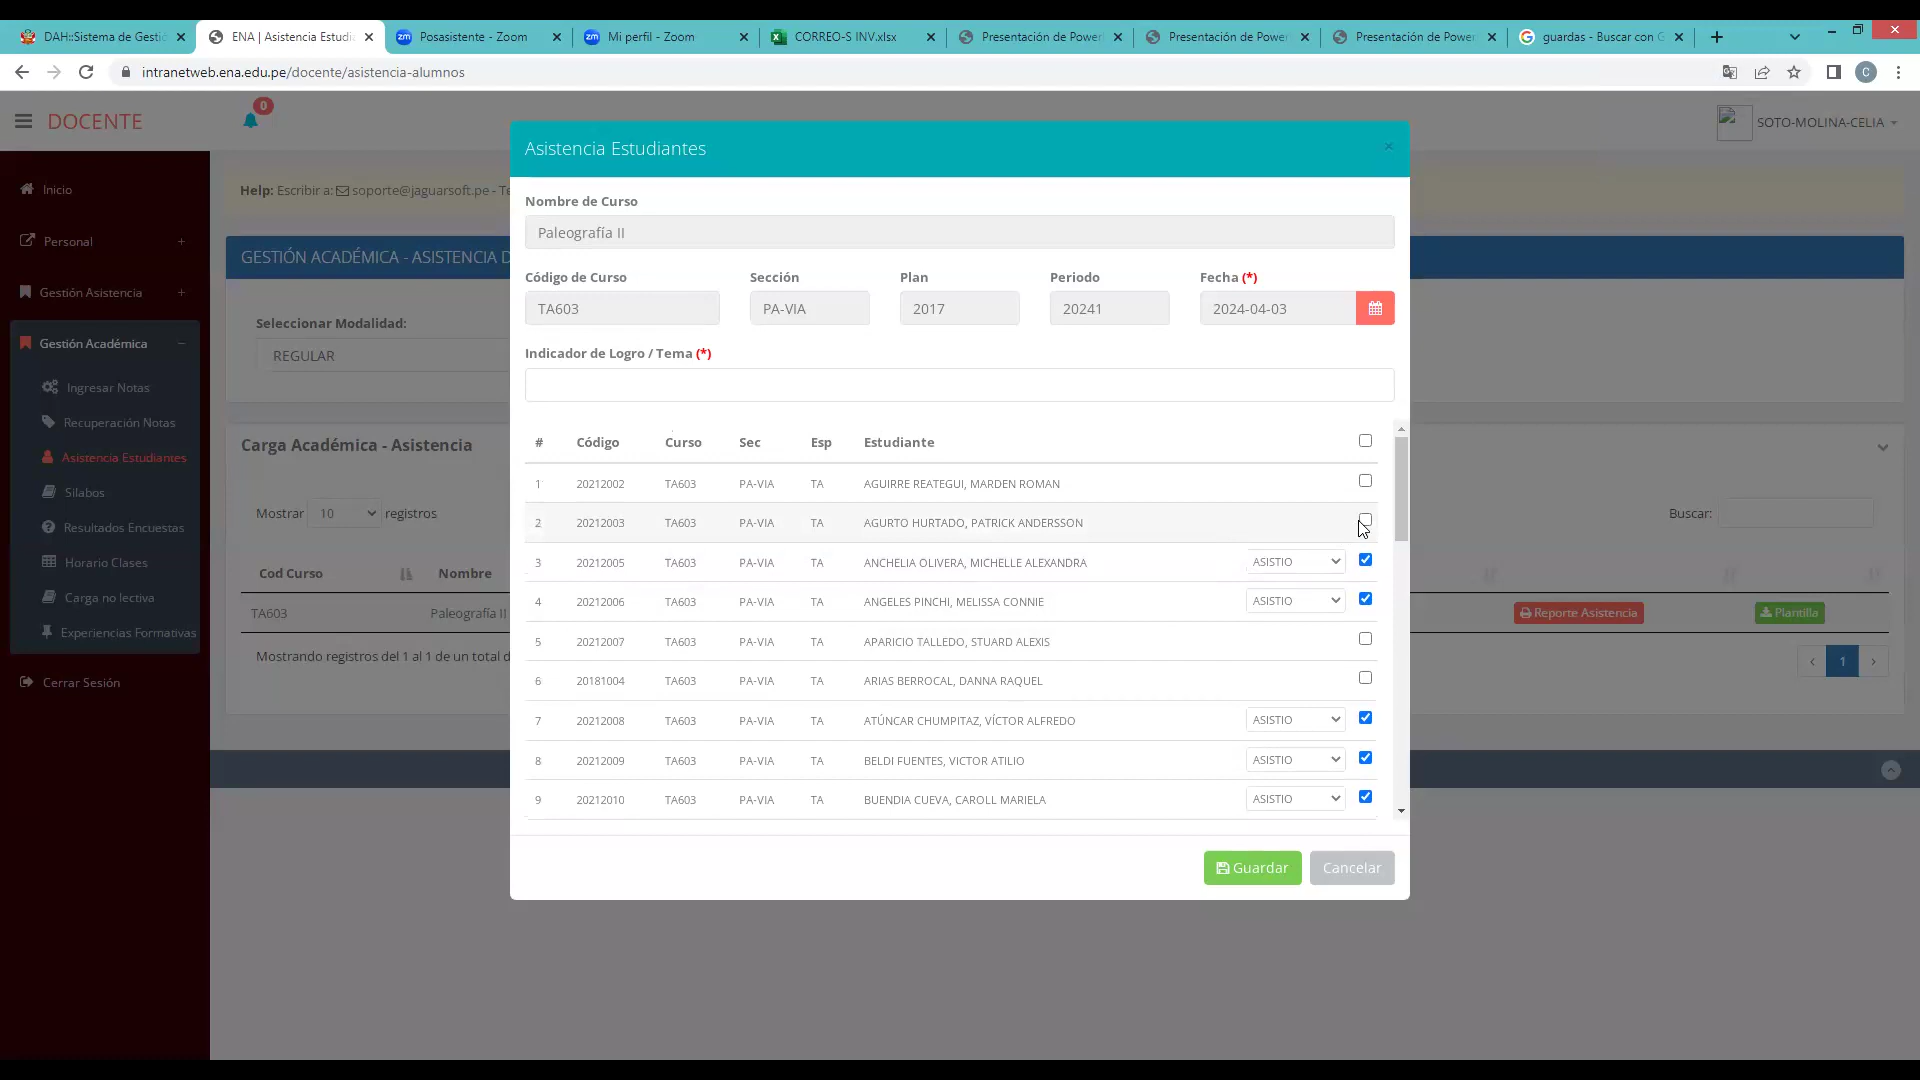 DAH::Sistema de Gestió
ENA | Asistencia Estudi
zm Posasistente - Zoom
zm Mi perfil - Zoom
CORREO-S INV.xlsx
Presentación de Power
Presentación de Power
Presentación de Power
guardas - Buscar con G
intranetweb.ena.edu.pe/docente/asistencia-alumnos
C
DOCENTE
0
SOTO-MOLINA-CELIA
Inicio
Personal
Gestión Asistencia
Gestión Académica
Ingresar Notas
Recuperación Notas
Asistencia Estudiantes
Silabos
Resultados Encuestas
Horario Clases
Carga no lectiva
Experiencias Formativas
Cerrar Sesión
Help: Escribir a: soporte@jaguarsoft.pe - Te
GESTIÓN ACADÉMICA - ASISTENCIA D
Seleccionar Modalidad:
REGULAR
Carga Académica - Asistencia
Mostrar 10 registros
Buscar:
Cod Curso Nombre
TA603 Paleografía II
Reporte Asistencia Plantilla
Mostrando registros del 1 al 1 de un total d
‹ 1 ›
Asistencia Estudiantes ×
Nombre de Curso
Paleografía II
Código de Curso Sección Plan Periodo Fecha (*)
TA603 PA-VIA 2017 20241 2024-04-03
Indicador de Logro / Tema (*)
# Código Curso Sec Esp Estudiante
1 20212002 TA603 PA-VIA TA AGUIRRE REATEGUI, MARDEN ROMAN
2 20212003 TA603 PA-VIA TA AGURTO HURTADO, PATRICK ANDERSSON
3 20212005 TA603 PA-VIA TA ANCHELIA OLIVERA, MICHELLE ALEXANDRA ASISTIO
4 20212006 TA603 PA-VIA TA ANGELES PINCHI, MELISSA CONNIE ASISTIO
5 20212007 TA603 PA-VIA TA APARICIO TALLEDO, STUARD ALEXIS
6 20181004 TA603 PA-VIA TA ARIAS BERROCAL, DANNA RAQUEL
7 20212008 TA603 PA-VIA TA ATÚNCAR CHUMPITAZ, VÍCTOR ALFREDO ASISTIO
8 20212009 TA603 PA-VIA TA BELDI FUENTES, VICTOR ATILIO ASISTIO
9 20212010 TA603 PA-VIA TA BUENDIA CUEVA, CAROLL MARIELA ASISTIO
Guardar Cancelar